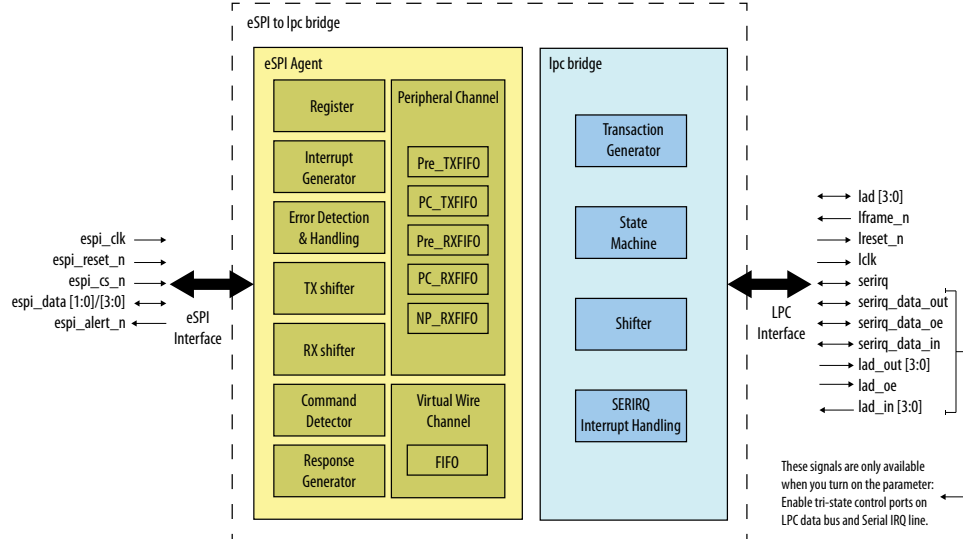 eSPI to lpc bridge
eSPI Agent
Register
Interrupt
Generator
Error Detection
& Handling
TX shifter
RX shifter
Command
Detector
Response
Generator
Peripheral Channel
Pre_TXFIFO
PC_TXFIFO
Pre_RXFIFO
PC_RXFIFO
NP_RXFIFO
Virtual Wire
Channel
FIFO
lpc bridge
Transaction
Generator
State
Machine
Shifter
SERIRQ
Interrupt Handling
espi_clk
espi_reset_n
espi_cs_n
espi_data [1:0]/[3:0]
espi_alert_n
eSPI
Interface
LPC
Interface
lad [3:0]
lframe_n
lreset_n
lclk
serirq
serirq_data_out
serirq_data_oe
serirq_data_in
lad_out [3:0]
lad_oe
lad_in [3:0]
These signals are only available
when you turn on the parameter:
Enable tri-state control ports on
LPC data bus and Serial IRQ line.